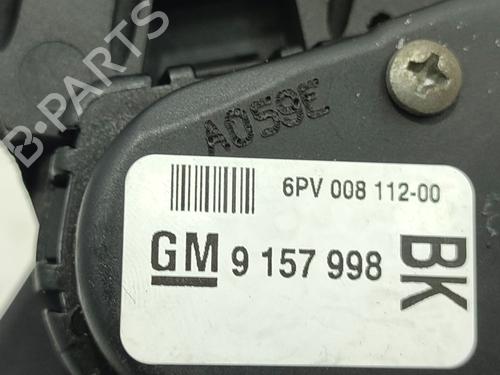 B-PARTS
A059E
6PV 008 112-00
GM 9 157 998
BK